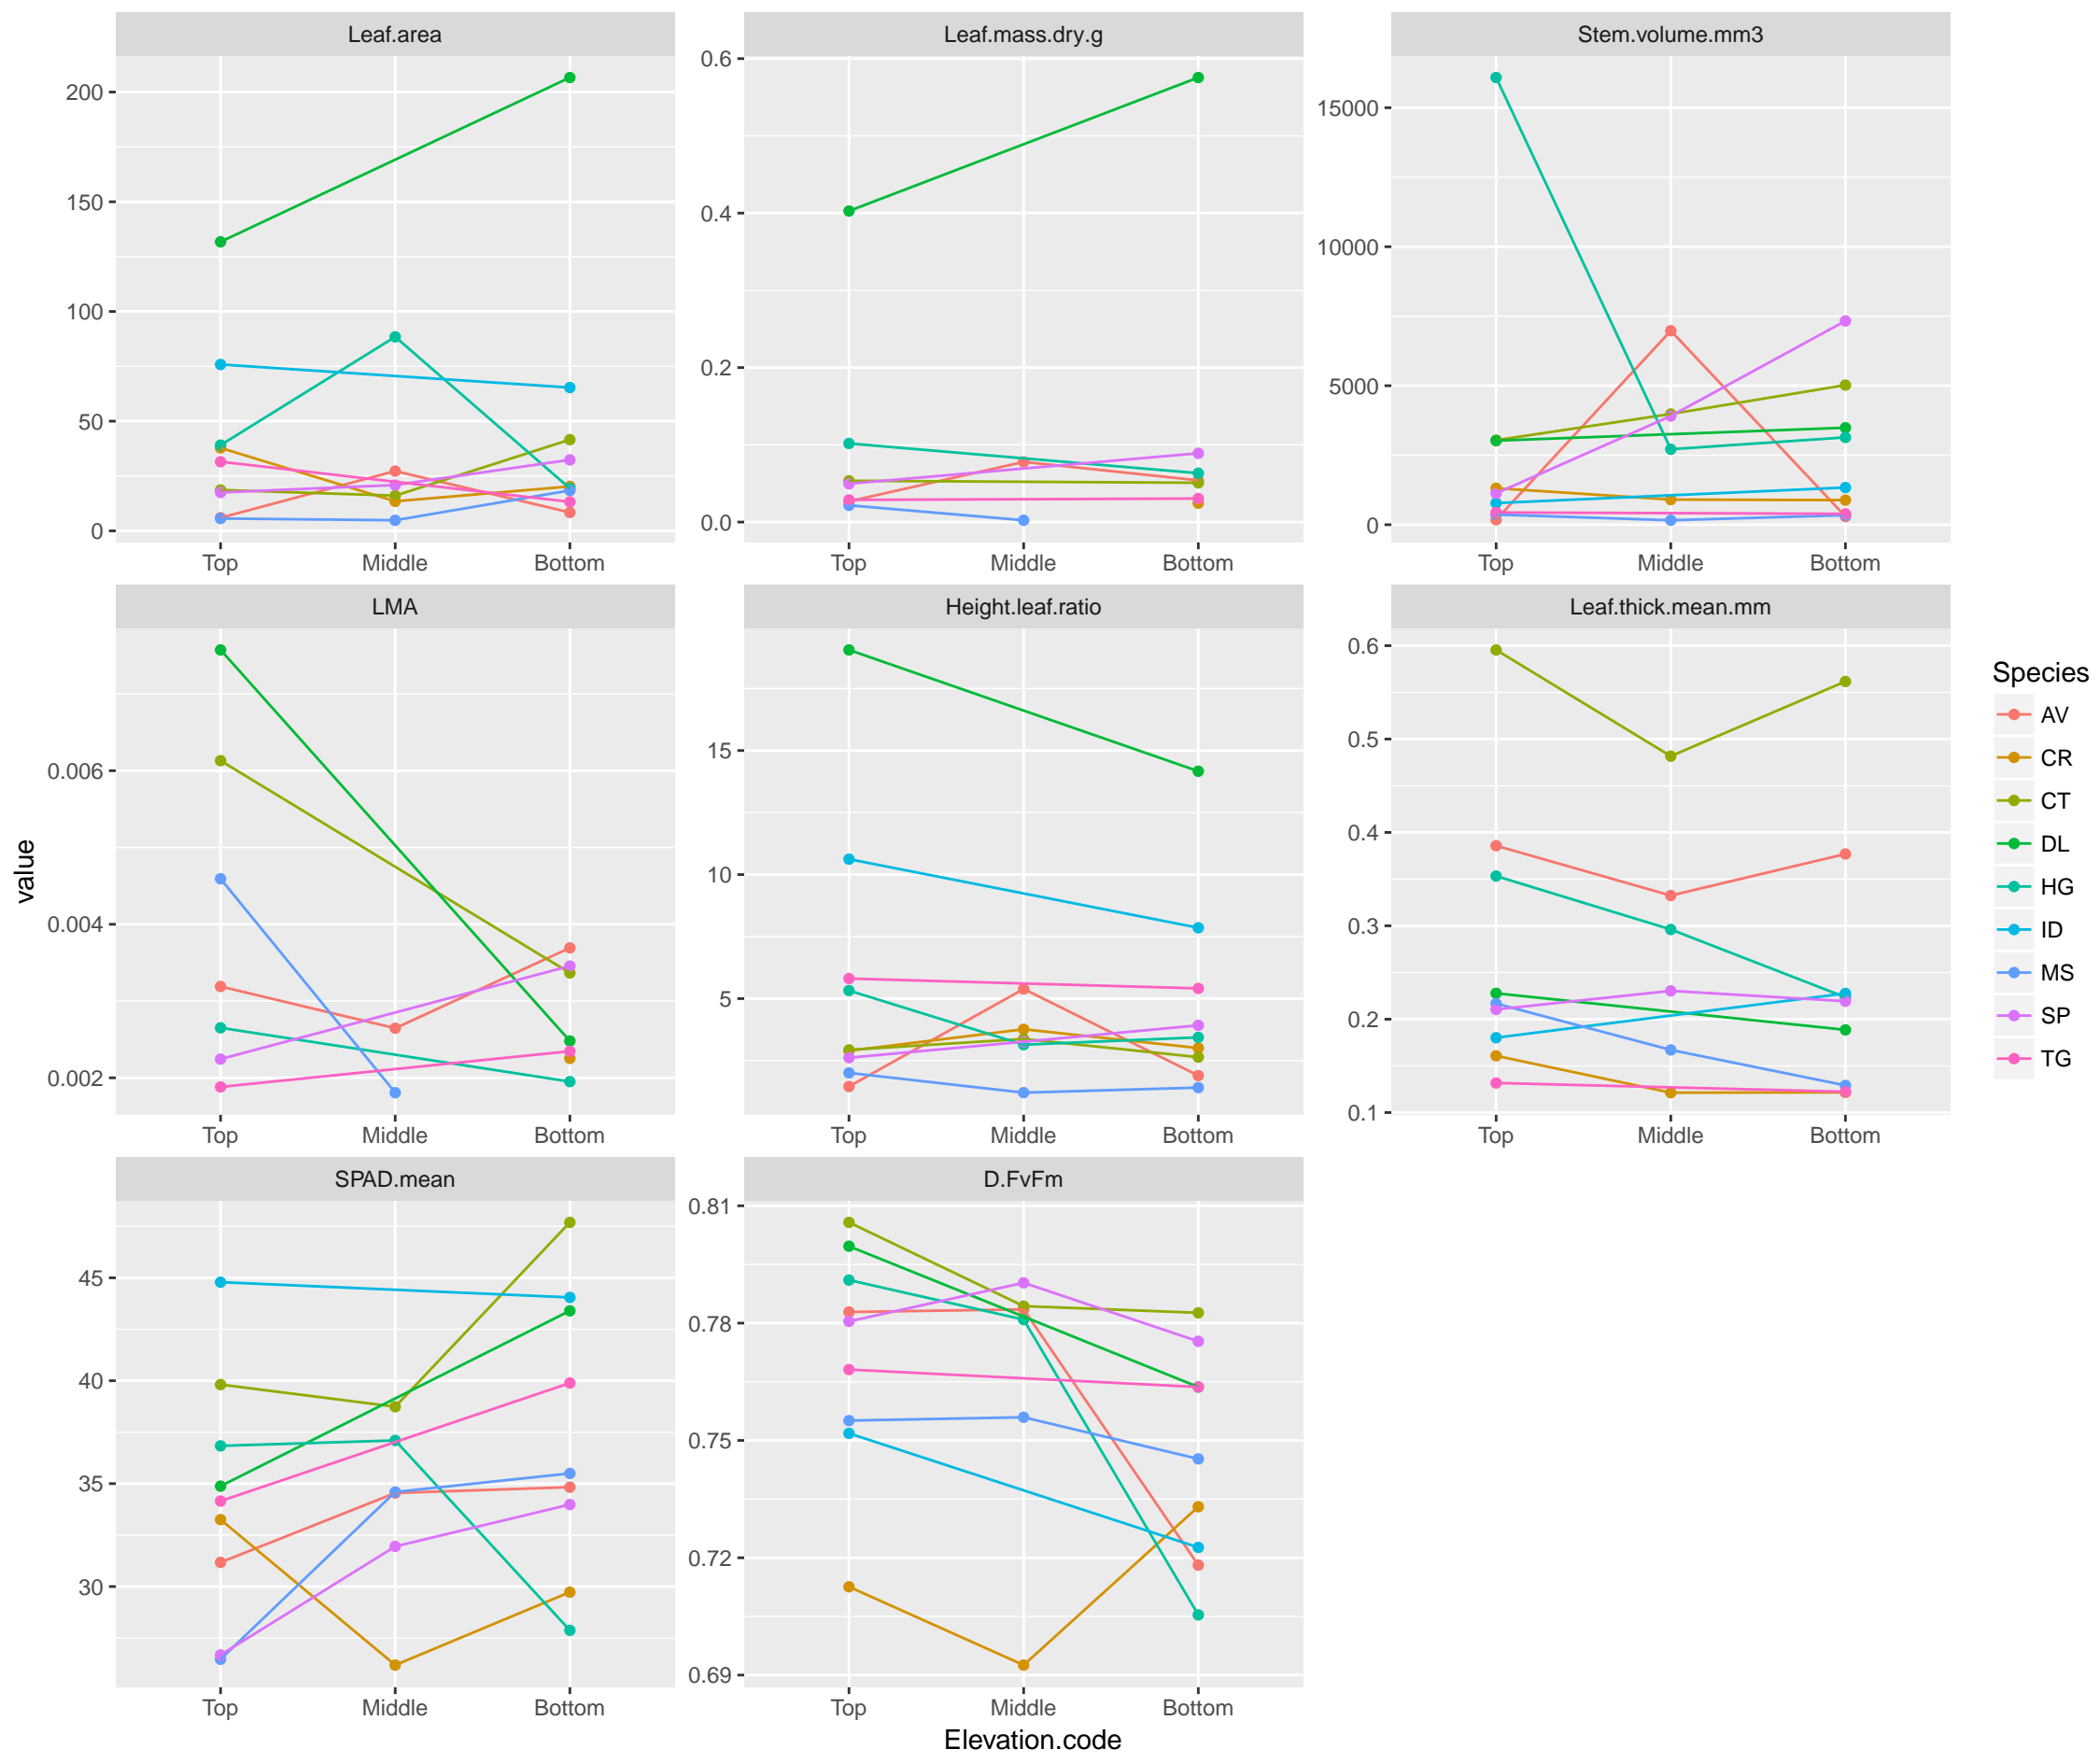 Leaf.area
Leaf.mass.dry.g
Stem.volume.mm3
200
150
100
50
0
Top Middle Bottom
0.6
0.4
0.2
0.0
Top Middle Bottom
15000
10000
5000
0
Top Middle Bottom
LMA
Height.leaf.ratio
Leaf.thick.mean.mm
0.006
0.004
0.002
Top Middle Bottom
15
10
5
Top Middle Bottom
0.6
0.5
0.4
0.3
0.2
0.1
Top Middle Bottom
SPAD.mean
D.FvFm
45
40
35
30
Top Middle Bottom
0.81
0.78
0.75
0.72
0.69
Top Middle Bottom
value
Elevation.code
Species
AV
CR
CT
DL
HG
ID
MS
SP
TG